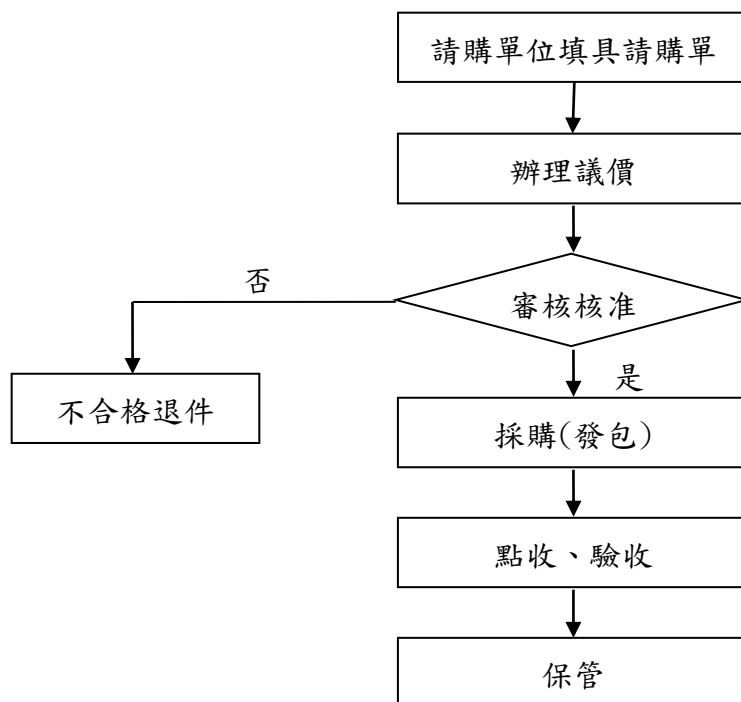 請購單位填具請購單
辦理議價
否
審核核准
是
不合格退件
採購(發包)
點收、驗收
保管